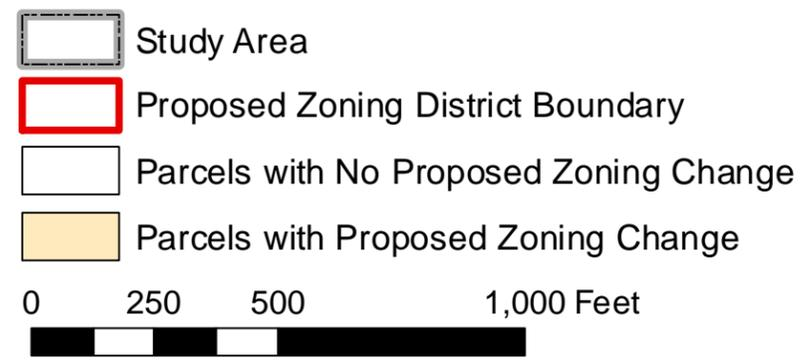 Study Area
Proposed Zoning District Boundary
Parcels with No Proposed Zoning Change
Parcels with Proposed Zoning Change
0 250 500 1,000 Feet